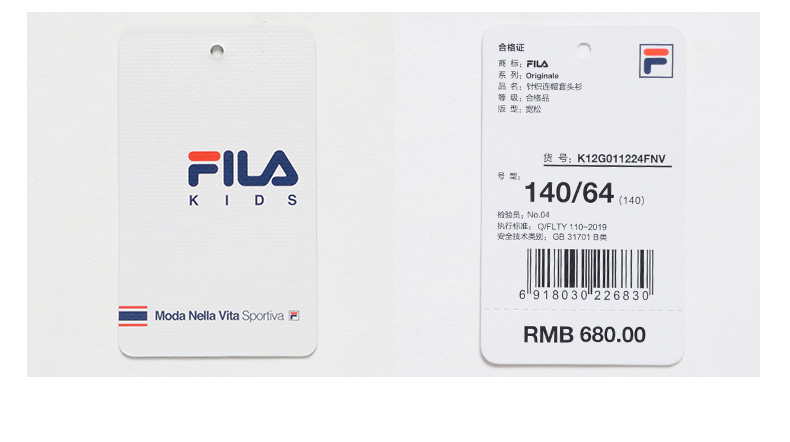 FILA
KIDS
Moda Nella Vita Sportiva
合格证
商 标：FILA
系 列：Originale
品 名：针织连帽套头衫
等 级：合格品
版 型：宽松
货 号：K12G011224FNV
号 型：
140/64 (140)
检验员：No.04
执行标准：Q/FLTY 110-2019
安全技术类别：GB 31701 B类
6 918030 226830
RMB 680.00